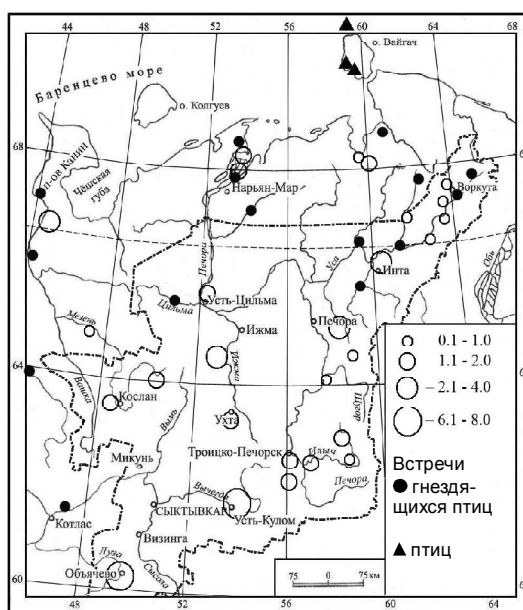 44 48 52 56 60 64 68
о. Вайгач
Баренцево море
о. Колгуев
68
п-ов Канин
Чёшская
губа
Нарьян-Мар
Воркута
Печора
Уса
Обь
Инта
Цильма
Усть-Цильма
Мезень
Ижма
Печора
64
Ижма
Вашка
Кослан
Вымь
Щугор
Ухта
Микунь
Троицко-Печорск
Илыч
Печора
Вычегда
Котлас
СЫКТЫВКАР
Усть-Кулом
Визинга
Луза
Объячево
Сысола
60
48 52 56
75 0 75 км
0.1 - 1.0
1.1 - 2.0
– 2.1 - 4.0
– 6.1 - 8.0
Встречи
гнездя-
щихся птиц
птиц